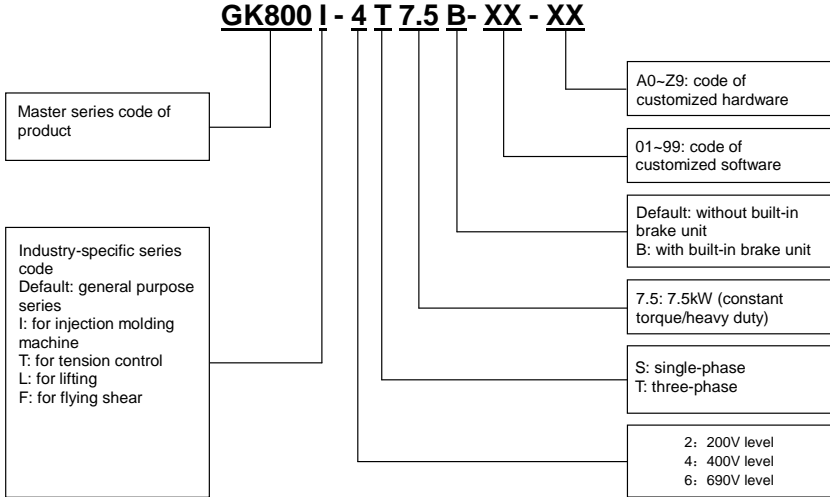 GK800 I - 4 T 7.5 B- XX - XX
Master series code of
product
Industry-specific series
code
Default: general purpose
series
I: for injection molding
machine
T: for tension control
L: for lifting
F: for flying shear
A0~Z9: code of
customized hardware
01~99: code of
customized software
Default: without built-in
brake unit
B: with built-in brake unit
7.5: 7.5kW (constant
torque/heavy duty)
S: single-phase
T: three-phase
2：200V level
4：400V level
6：690V level